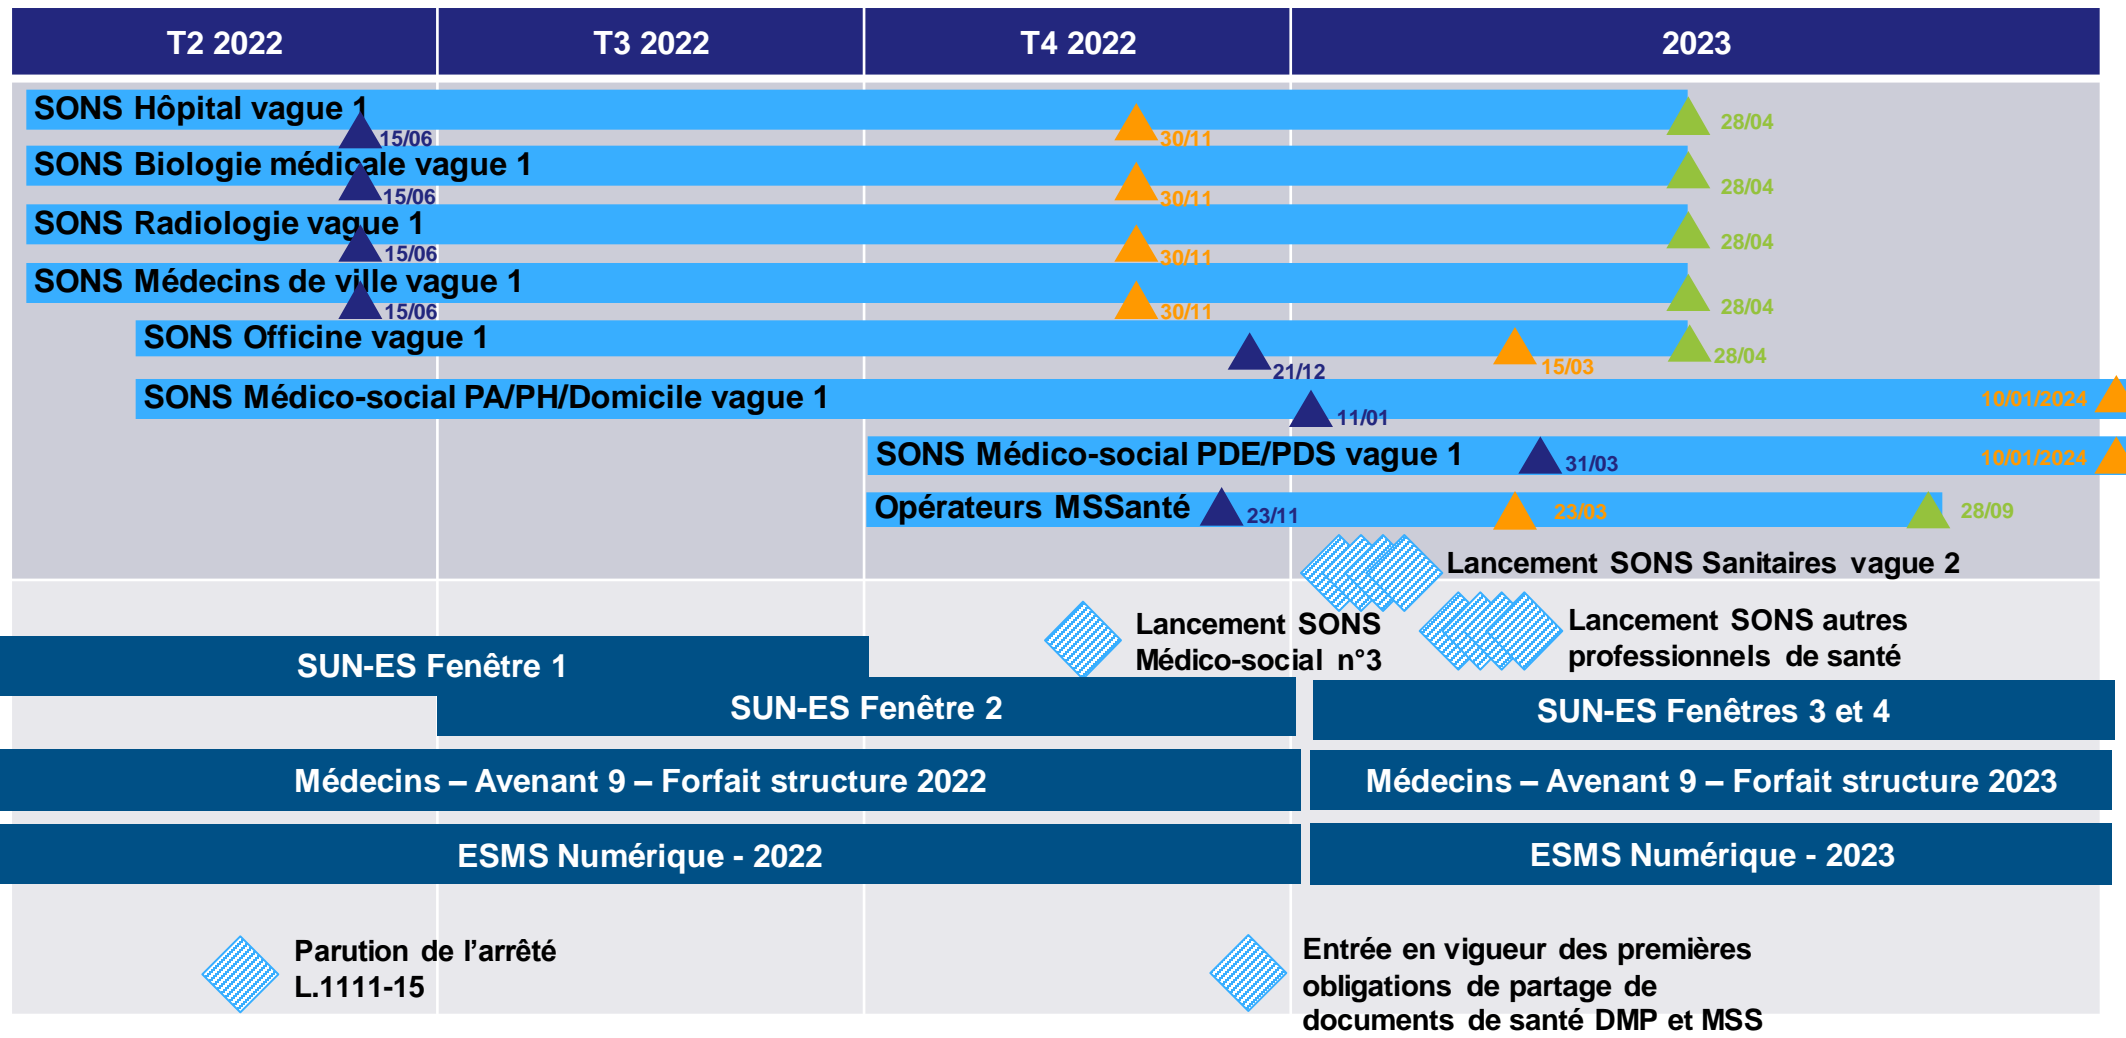 T2 2022
T3 2022
T4 2022
2023
SONS Hôpital vague 1
15/06
30/11
28/04
SONS Biologie médicale vague 1
15/06
30/11
28/04
SONS Radiologie vague 1
15/06
30/11
28/04
SONS Médecins de ville vague 1
15/06
30/11
28/04
SONS Officine vague 1
21/12
15/03
28/04
SONS Médico-social PA/PH/Domicile vague 1
11/01
10/01/2024
SONS Médico-social PDE/PDS vague 1
31/03
10/01/2024
Opérateurs MSSanté
23/11
23/03
28/09
Lancement SONS Sanitaires vague 2
Lancement SONS
Médico-social n°3
Lancement SONS autres
professionnels de santé
SUN-ES Fenêtre 1
SUN-ES Fenêtre 2
SUN-ES Fenêtres 3 et 4
Médecins – Avenant 9 – Forfait structure 2022
Médecins – Avenant 9 – Forfait structure 2023
ESMS Numérique - 2022
ESMS Numérique - 2023
Parution de l’arrêté
L.1111-15
Entrée en vigueur des premières
obligations de partage de
documents de santé DMP et MSS